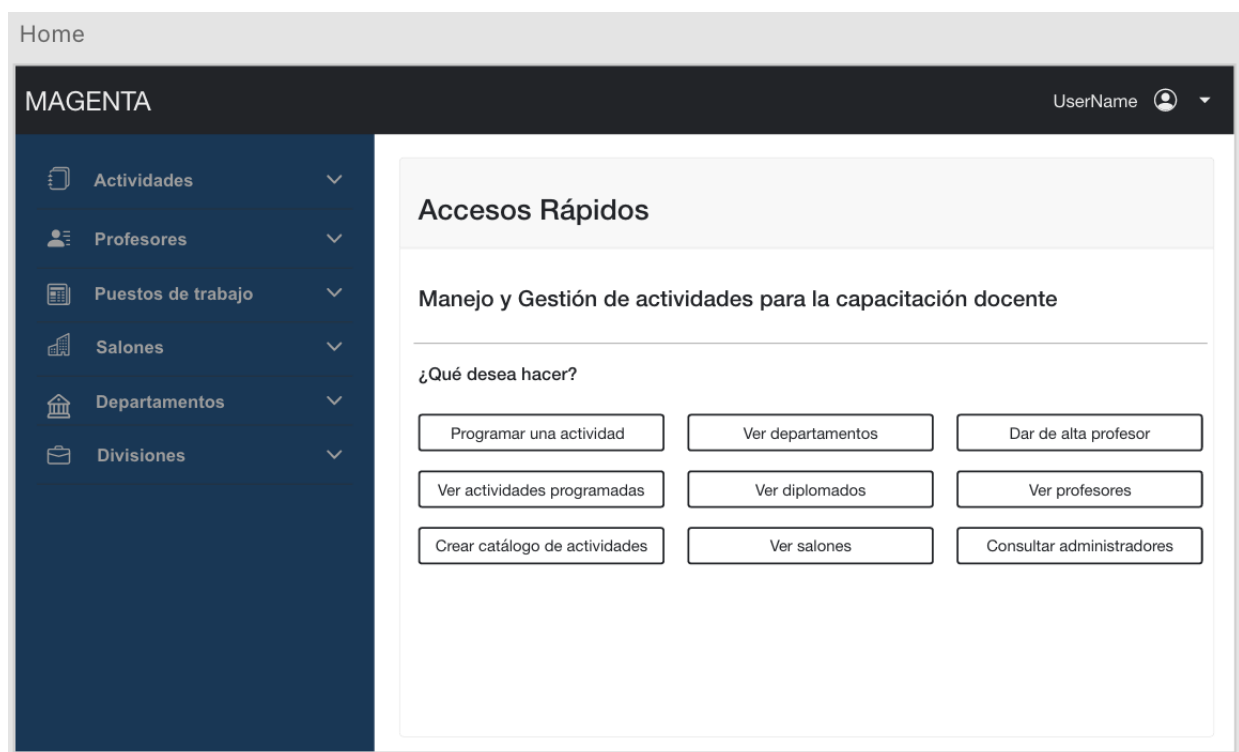 Home
MAGENTA
UserName
Actividades
Profesores
Puestos de trabajo
Salones
Departamentos
Divisiones
Accesos Rápidos
Manejo y Gestión de actividades para la capacitación docente
¿Qué desea hacer?
Programar una actividad
Ver departamentos
Dar de alta profesor
Ver actividades programadas
Ver diplomados
Ver profesores
Crear catálogo de actividades
Ver salones
Consultar administradores